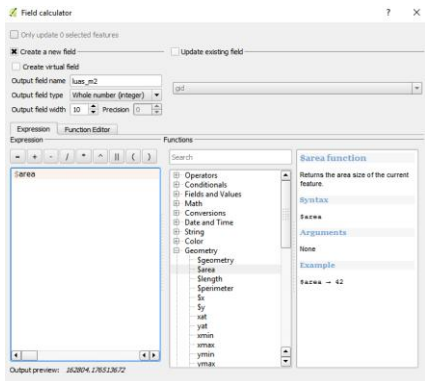 Field calculator
? X
Only update 0 selected features
Create a new field
Update existing field
Create virtual field
Output field name luas_m2
Output field type Whole number (integer)
Output field width 10 Precision 0
gid
Expression Function Editor
Expression
Functions
= + - / * ^ || ( )
$area
Search
Operators
Conditionals
Fields and Values
Math
Conversions
Date and Time
String
Color
Geometry
$geometry
$area
$length
$perimeter
$x
$y
xat
yat
xmin
xmax
ymin
ymax
$area function
Returns the area size of the current
feature.
Syntax
$area
Arguments
None
Example
$area → 42
Output preview: 162804.176513672